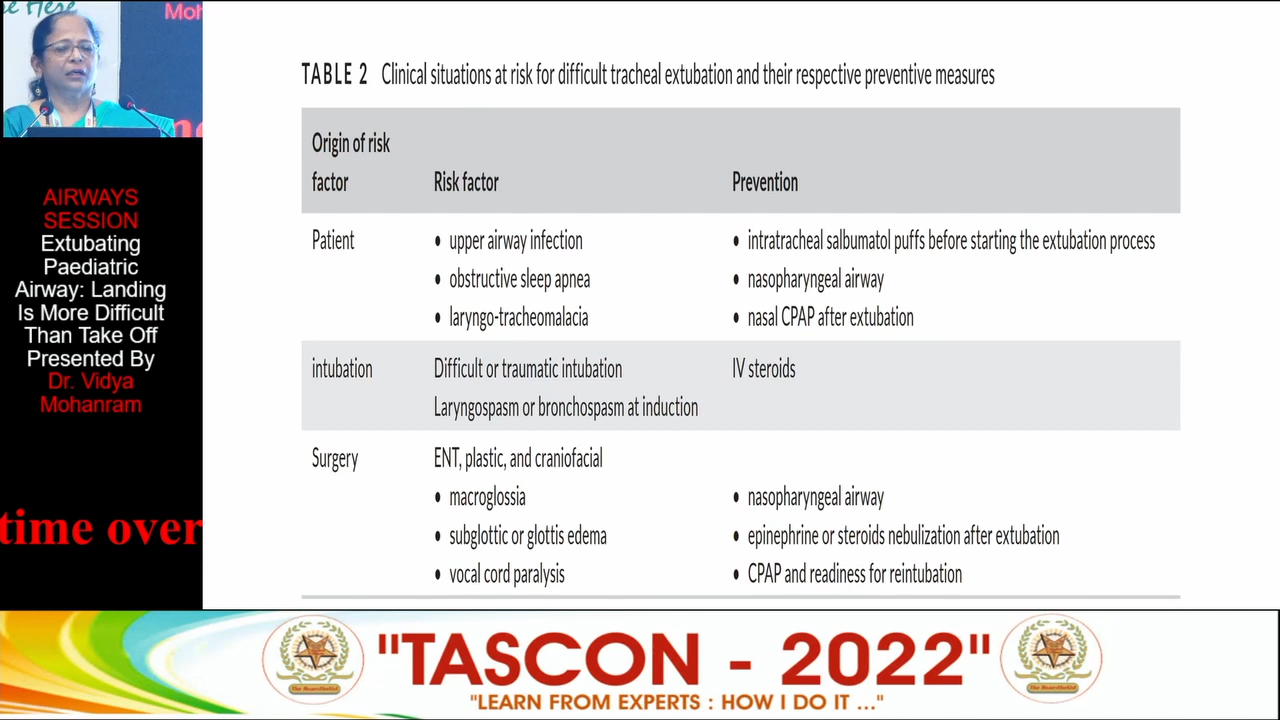 e Here
Moh
AIRWAYS
SESSION
Extubating
Paediatric
Airway: Landing
Is More Difficult
Than Take Off
Presented By
Dr. Vidya
Mohanram
time over
TABLE 2 Clinical situations at risk for difficult tracheal extubation and their respective preventive measures
Origin of risk
factor Risk factor Prevention
Patient • upper airway infection • intratracheal salbumatol puffs before starting the extubation process
• obstructive sleep apnea • nasopharyngeal airway
• laryngo-tracheomalacia • nasal CPAP after extubation
intubation Difficult or traumatic intubation IV steroids
Laryngospasm or bronchospasm at induction
Surgery ENT, plastic, and craniofacial
• macroglossia • nasopharyngeal airway
• subglottic or glottis edema • epinephrine or steroids nebulization after extubation
• vocal cord paralysis • CPAP and readiness for reintubation
"TASCON - 2022"
"LEARN FROM EXPERTS : HOW I DO IT ..."